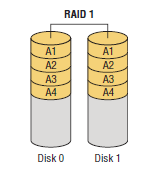 RAID 1
A1 A1
A2 A2
A3 A3
A4 A4
Disk 0 Disk 1